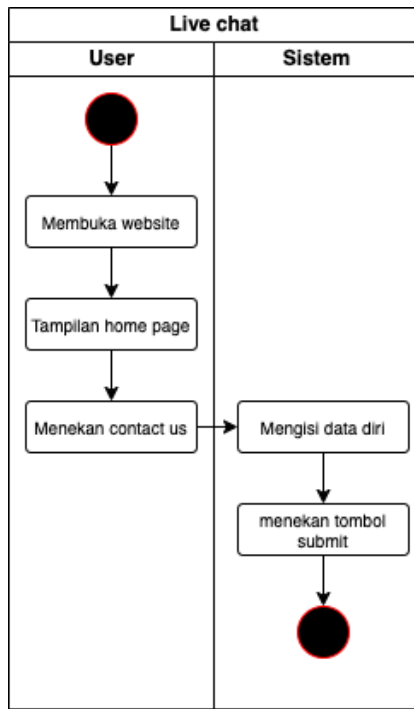 Live chat
User
Sistem
Membuka website
Tampilan home page
Menekan contact us
Mengisi data diri
menekan tombol
submit